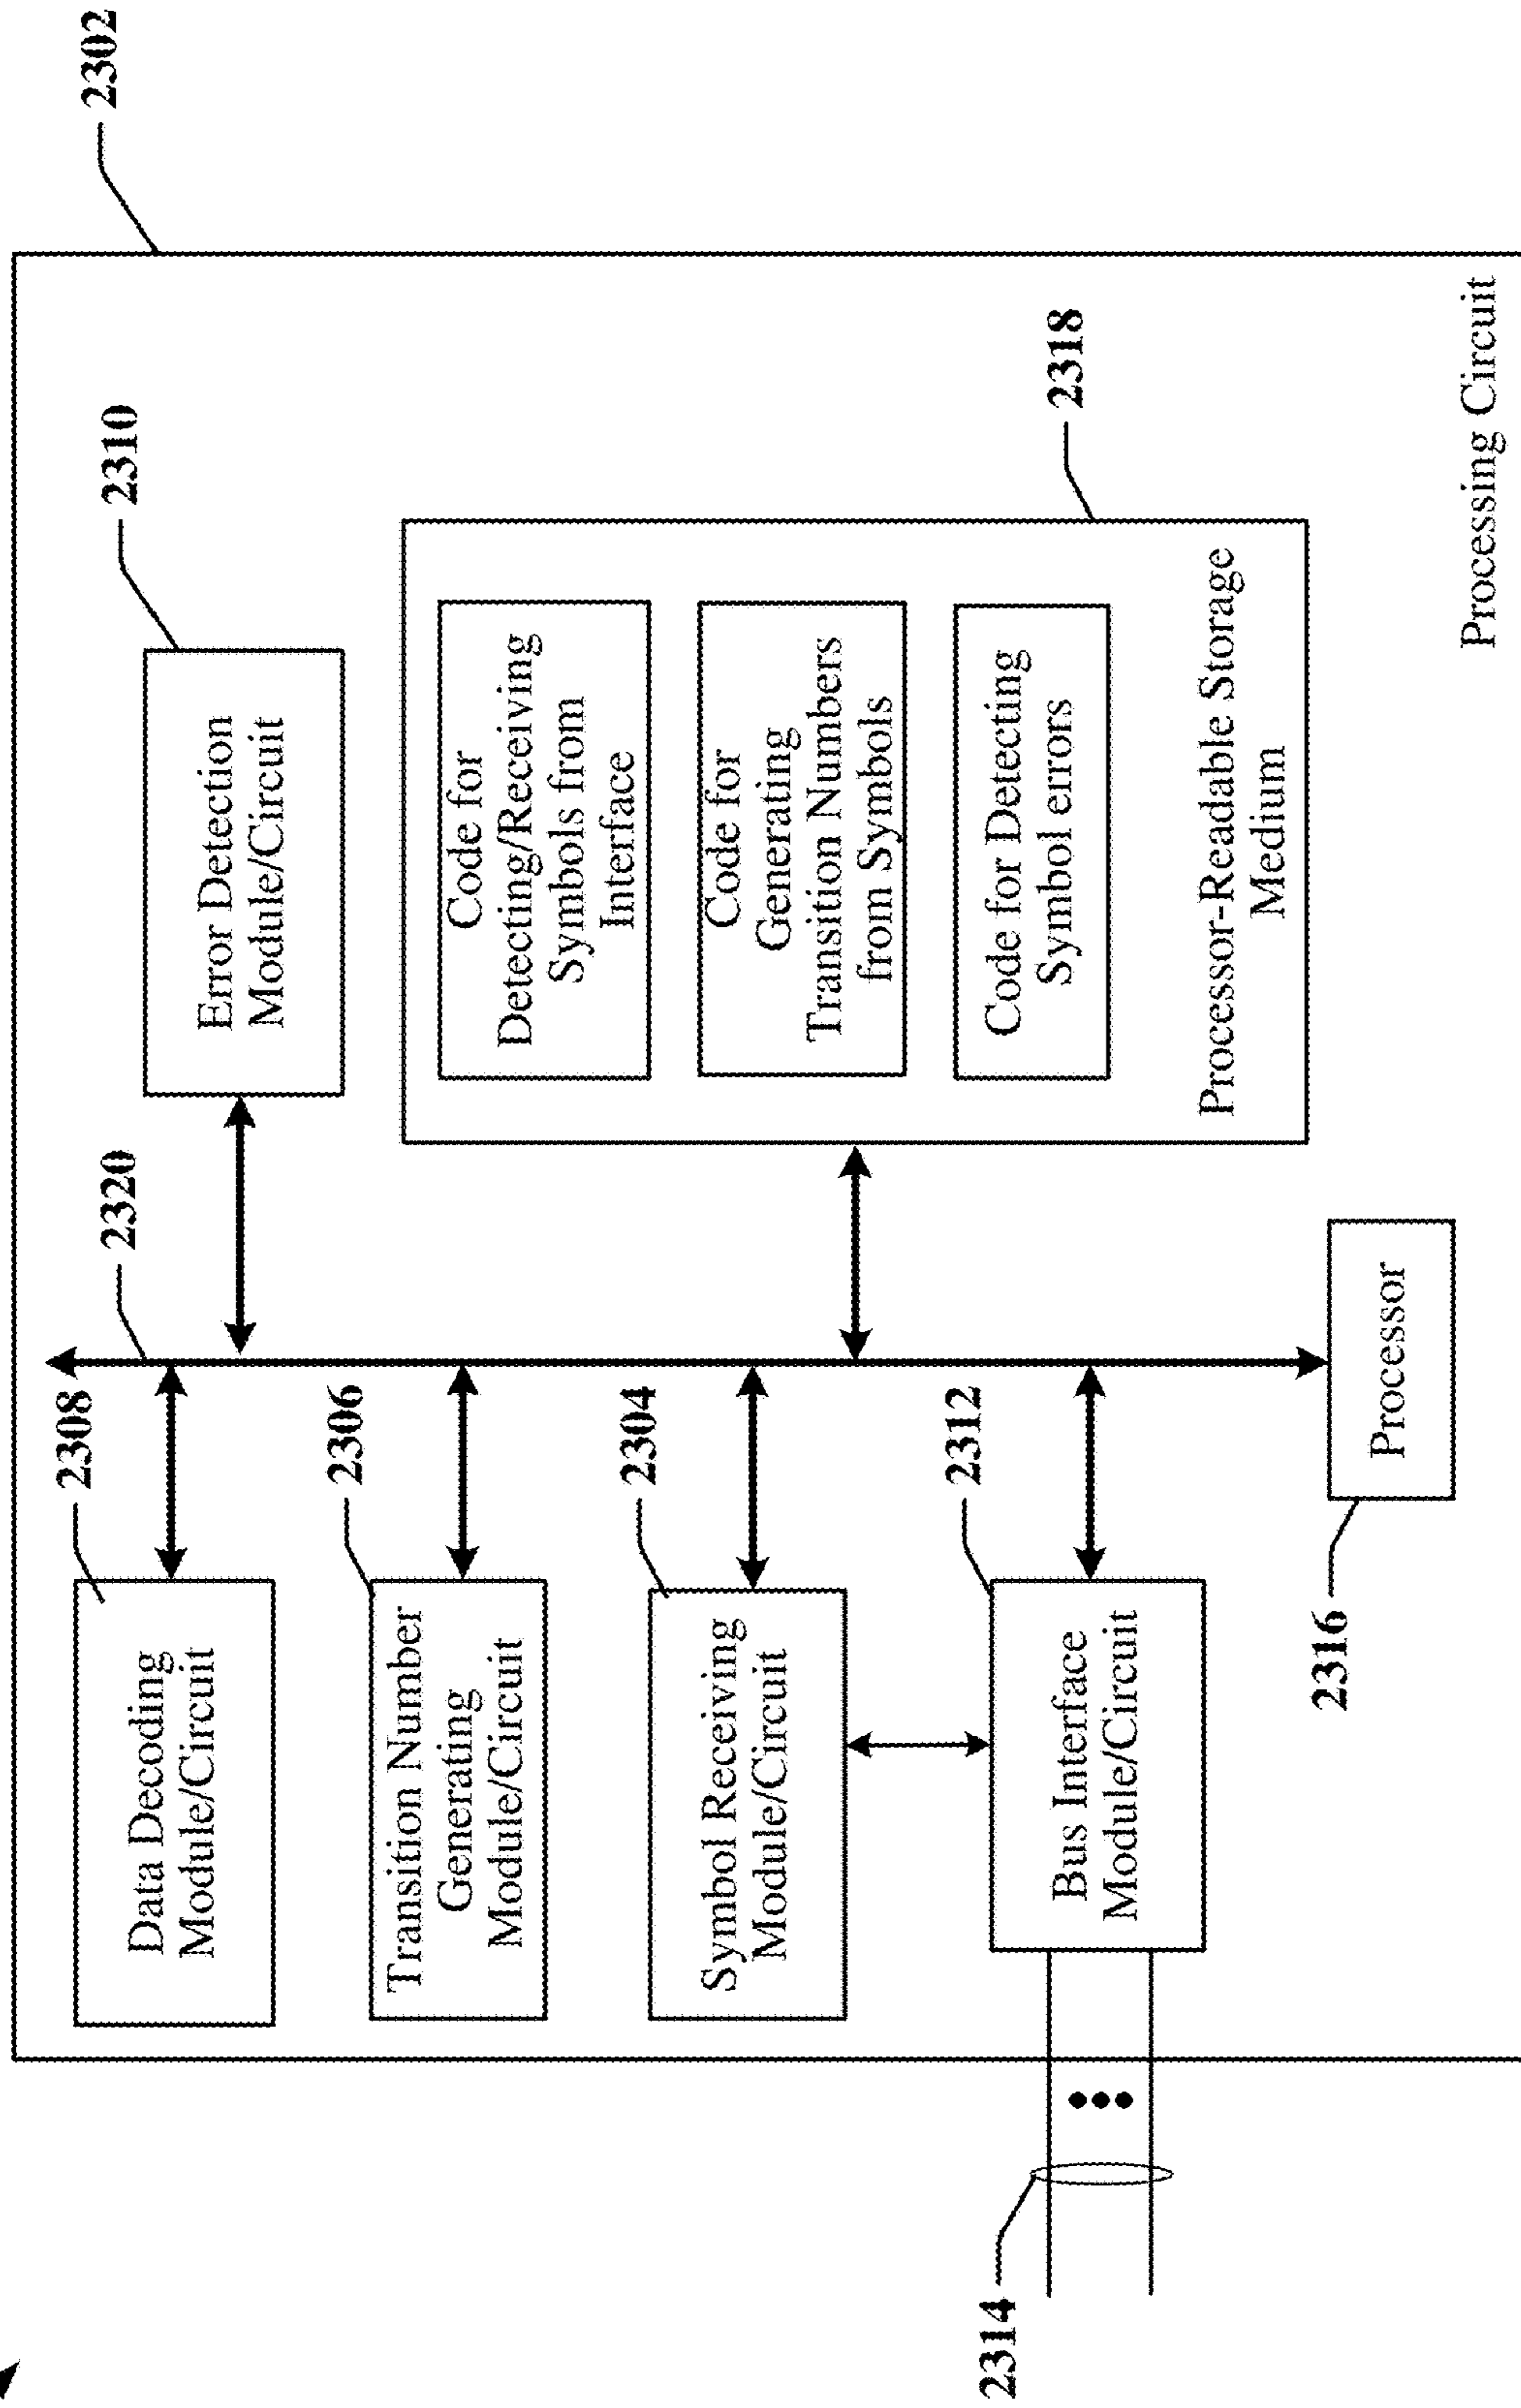 2302
2310
Error Detection
Module/Circuit
2318
Code for
Detecting/Receiving
Symbols from
Interface
Code for
Generating
Transition Numbers
from Symbols
Code for Detecting
Symbol errors
Processor-Readable Storage
Medium
Processing Circuit
2320
2308
Data Decoding
Module/Circuit
2306
Transition Number
Generating
Module/Circuit
2304
Symbol Receiving
Module/Circuit
2312
Bus Interface
Module/Circuit
Processor
2316
2314